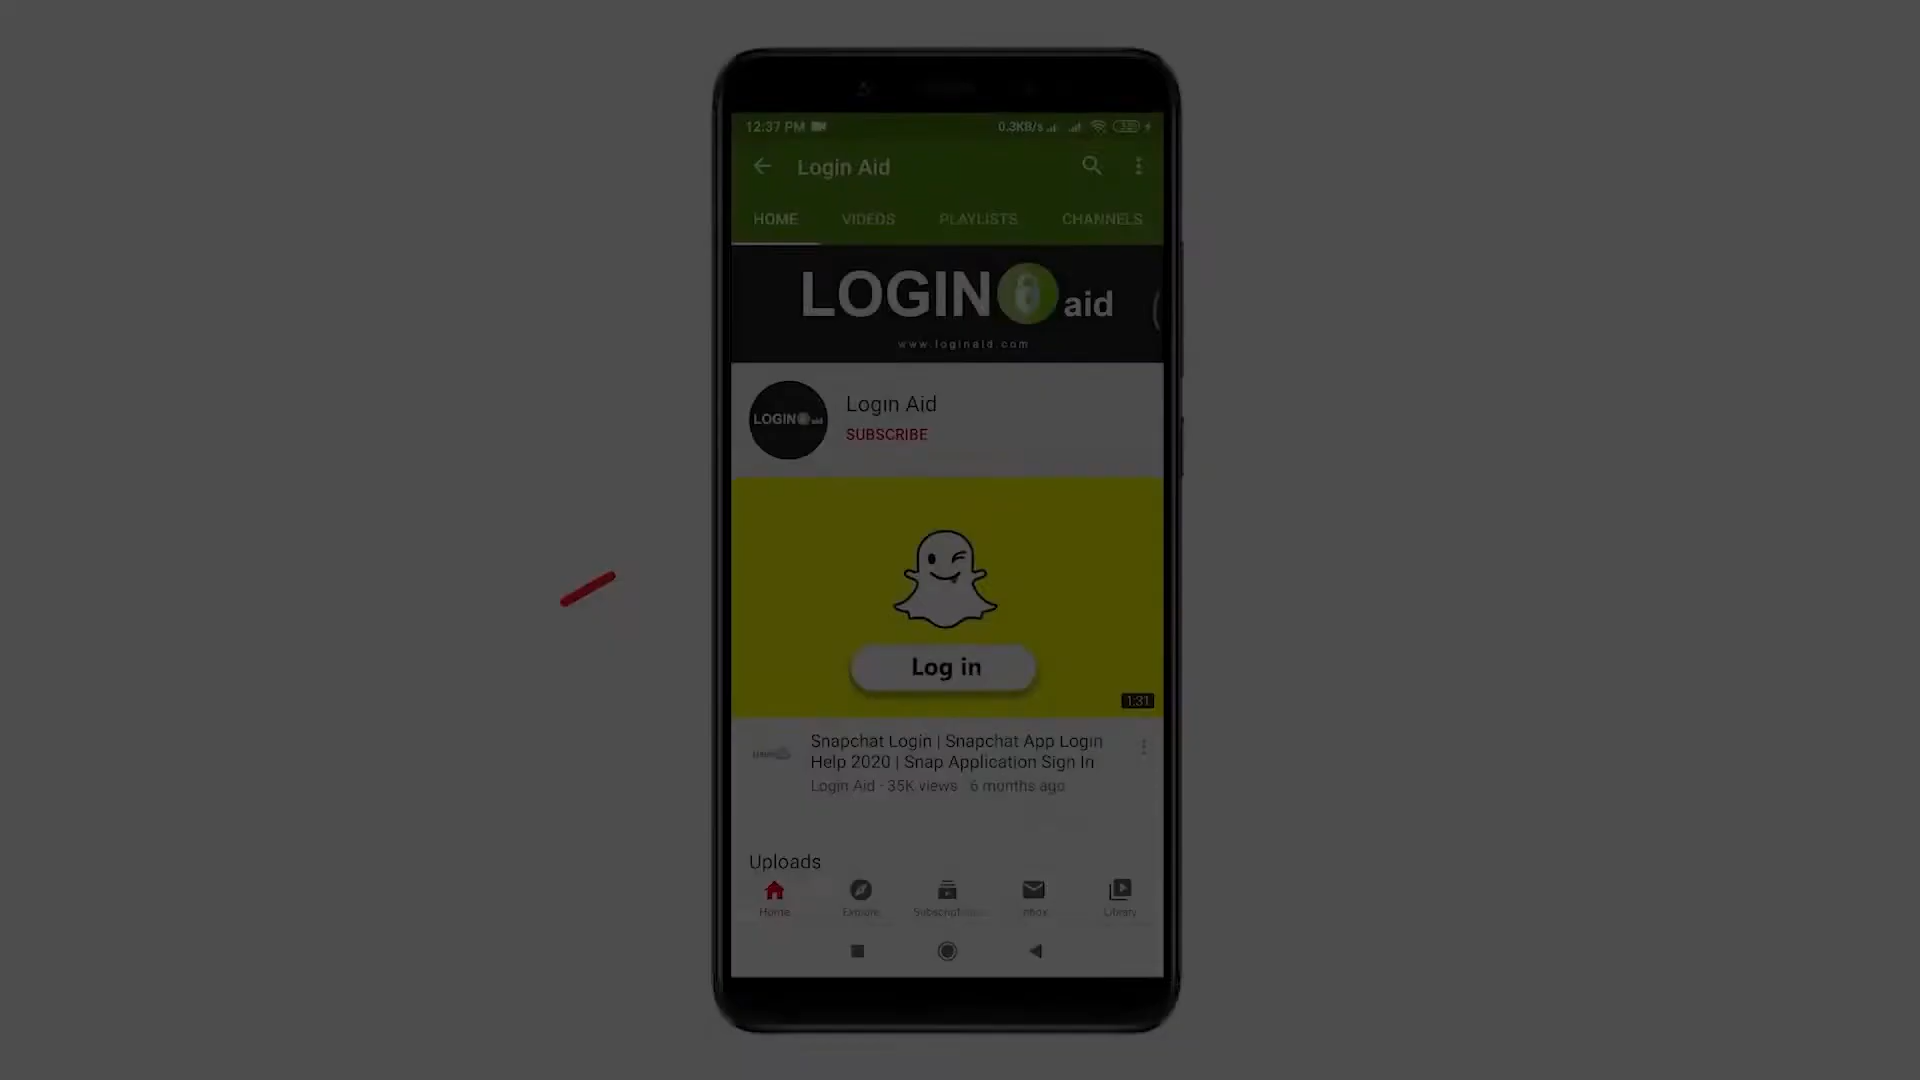 12:37 PM 0.3KB/s
Login Aid
HOME VIDEOS PLAYLISTS CHANNELS
LOGIN aid
www.loginaid.com
LOGIN aid
Login Aid
SUBSCRIBE
Log in
1:31
Snapchat Login | Snapchat App Login
Help 2020 | Snap Application Sign In
Login Aid · 35K views · 6 months ago
Uploads
Home Explore Library